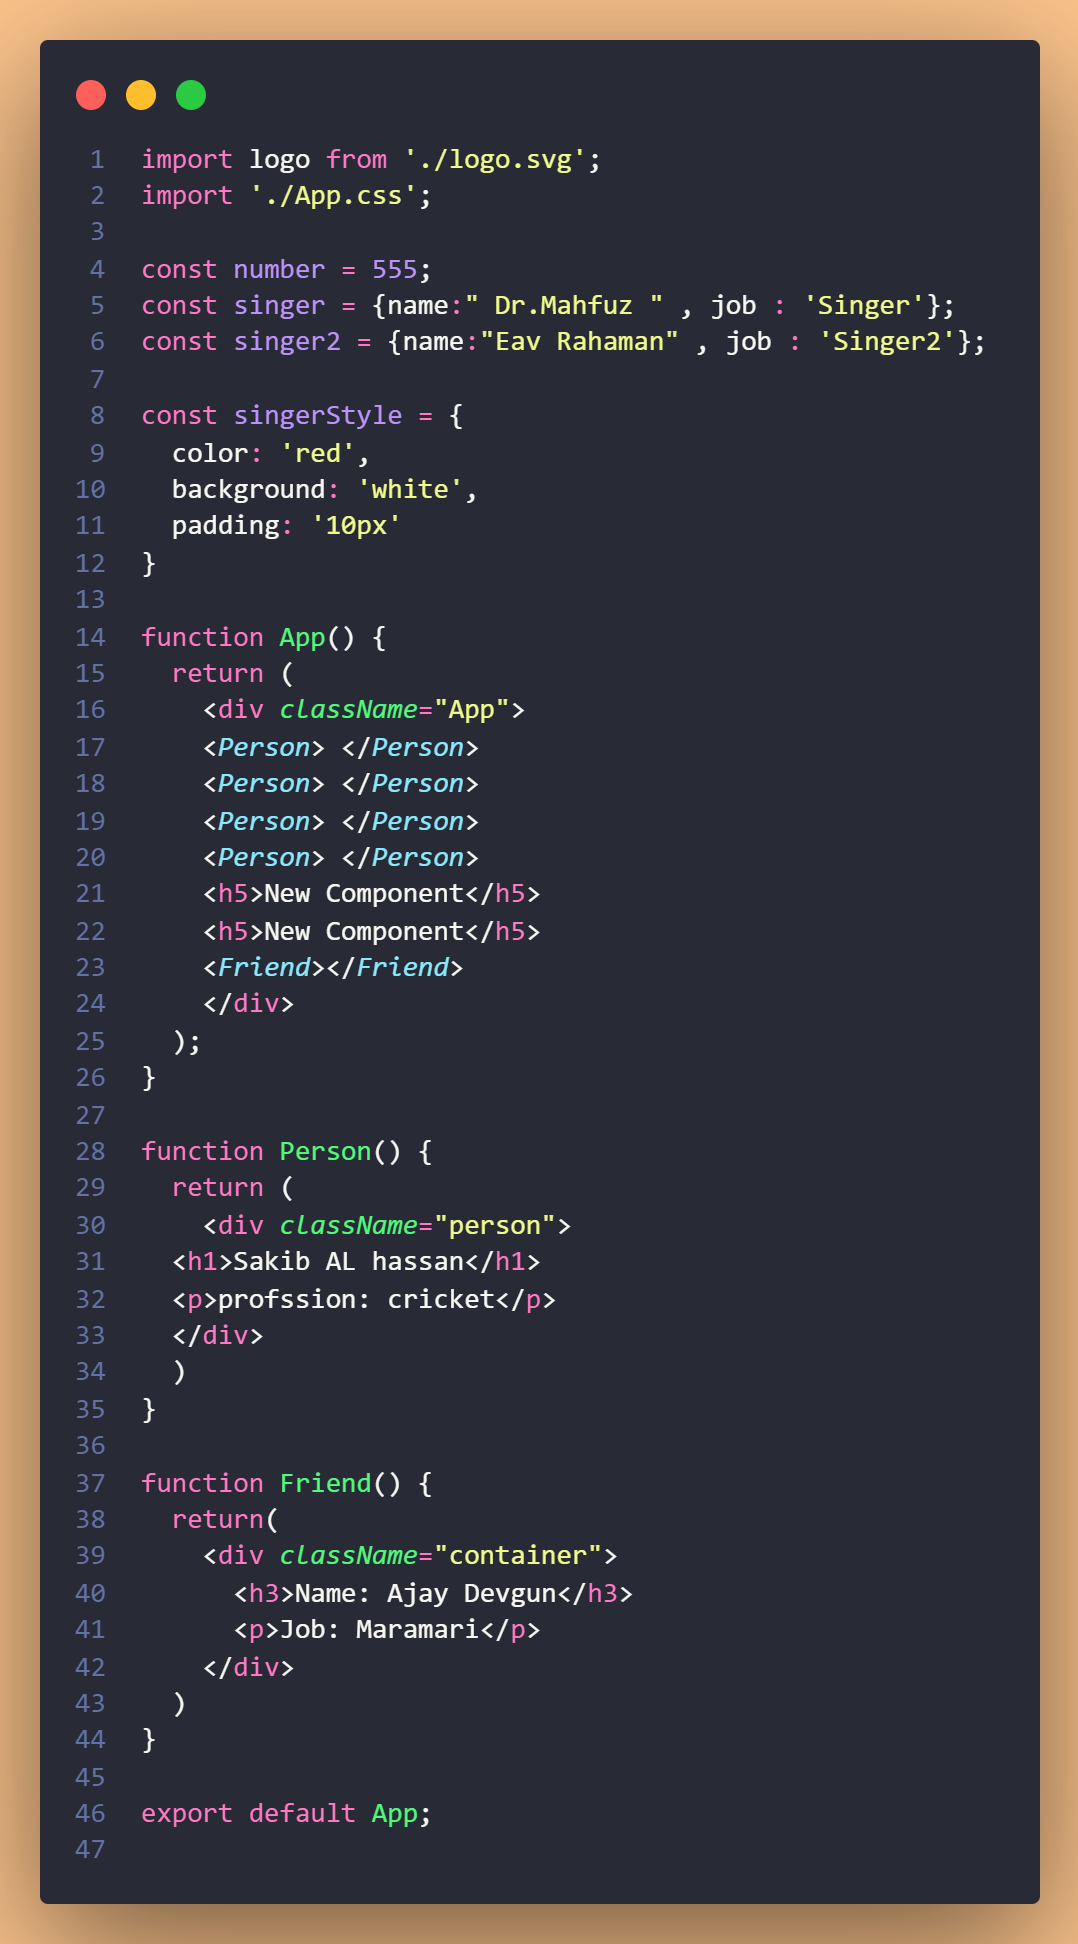 1 import logo from './logo.svg';
2 import './App.css';
3
4 const number = 555;
5 const singer = {name:" Dr.Mahfuz " , job : 'Singer'};
6 const singer2 = {name:"Eav Rahaman" , job : 'Singer2'};
7
8 const singerStyle = {
9   color: 'red',
10   background: 'white',
11   padding: '10px'
12 }
13
14 function App() {
15   return (
16     <div className="App">
17     <Person> </Person>
18     <Person> </Person>
19     <Person> </Person>
20     <Person> </Person>
21     <h5>New Component</h5>
22     <h5>New Component</h5>
23     <Friend></Friend>
24     </div>
25   );
26 }
27
28 function Person() {
29   return (
30     <div className="person">
31   <h1>Sakib AL hassan</h1>
32   <p>profssion: cricket</p>
33   </div>
34   )
35 }
36
37 function Friend() {
38   return(
39     <div className="container">
40       <h3>Name: Ajay Devgun</h3>
41       <p>Job: Maramari</p>
42     </div>
43   )
44 }
45
46 export default App;
47